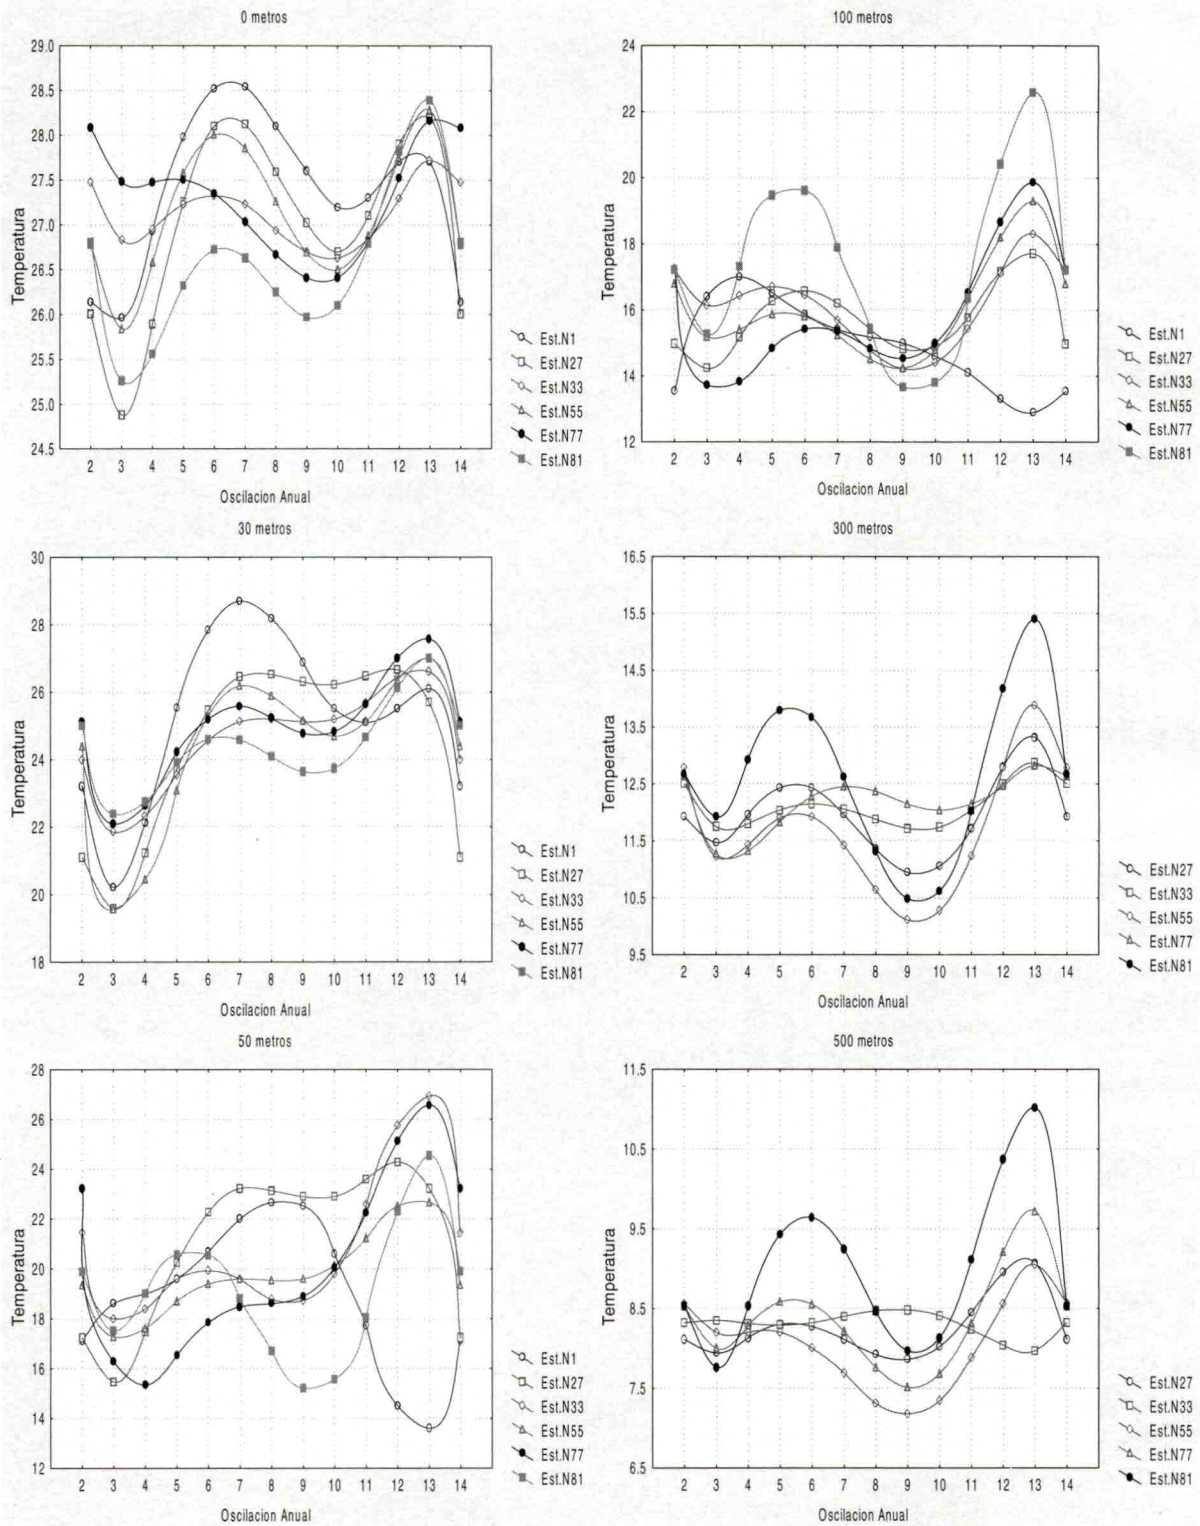 0 metros
Temperatura
29.0
28.5
28.0
27.5
27.0
26.5
26.0
25.5
25.0
24.5
2 3 4 5 6 7 8 9 10 11 12 13 14
Oscilacion Anual
Est.N1
Est.N27
Est.N33
Est.N55
Est.N77
Est.N81
100 metros
Temperatura
24
22
20
18
16
14
12
2 3 4 5 6 7 8 9 10 11 12 13 14
Oscilacion Anual
Est.N1
Est.N27
Est.N33
Est.N55
Est.N77
Est.N81
30 metros
Temperatura
30
28
26
24
22
20
18
2 3 4 5 6 7 8 9 10 11 12 13 14
Oscilacion Anual
Est.N1
Est.N27
Est.N33
Est.N55
Est.N77
Est.N81
300 metros
Temperatura
16.5
15.5
14.5
13.5
12.5
11.5
10.5
9.5
2 3 4 5 6 7 8 9 10 11 12 13 14
Oscilacion Anual
Est.N27
Est.N33
Est.N55
Est.N77
Est.N81
50 metros
Temperatura
28
26
24
22
20
18
16
14
12
2 3 4 5 6 7 8 9 10 11 12 13 14
Oscilacion Anual
Est.N1
Est.N27
Est.N33
Est.N55
Est.N77
Est.N81
500 metros
Temperatura
11.5
10.5
9.5
8.5
7.5
6.5
2 3 4 5 6 7 8 9 10 11 12 13 14
Oscilacion Anual
Est.N27
Est.N33
Est.N55
Est.N77
Est.N81